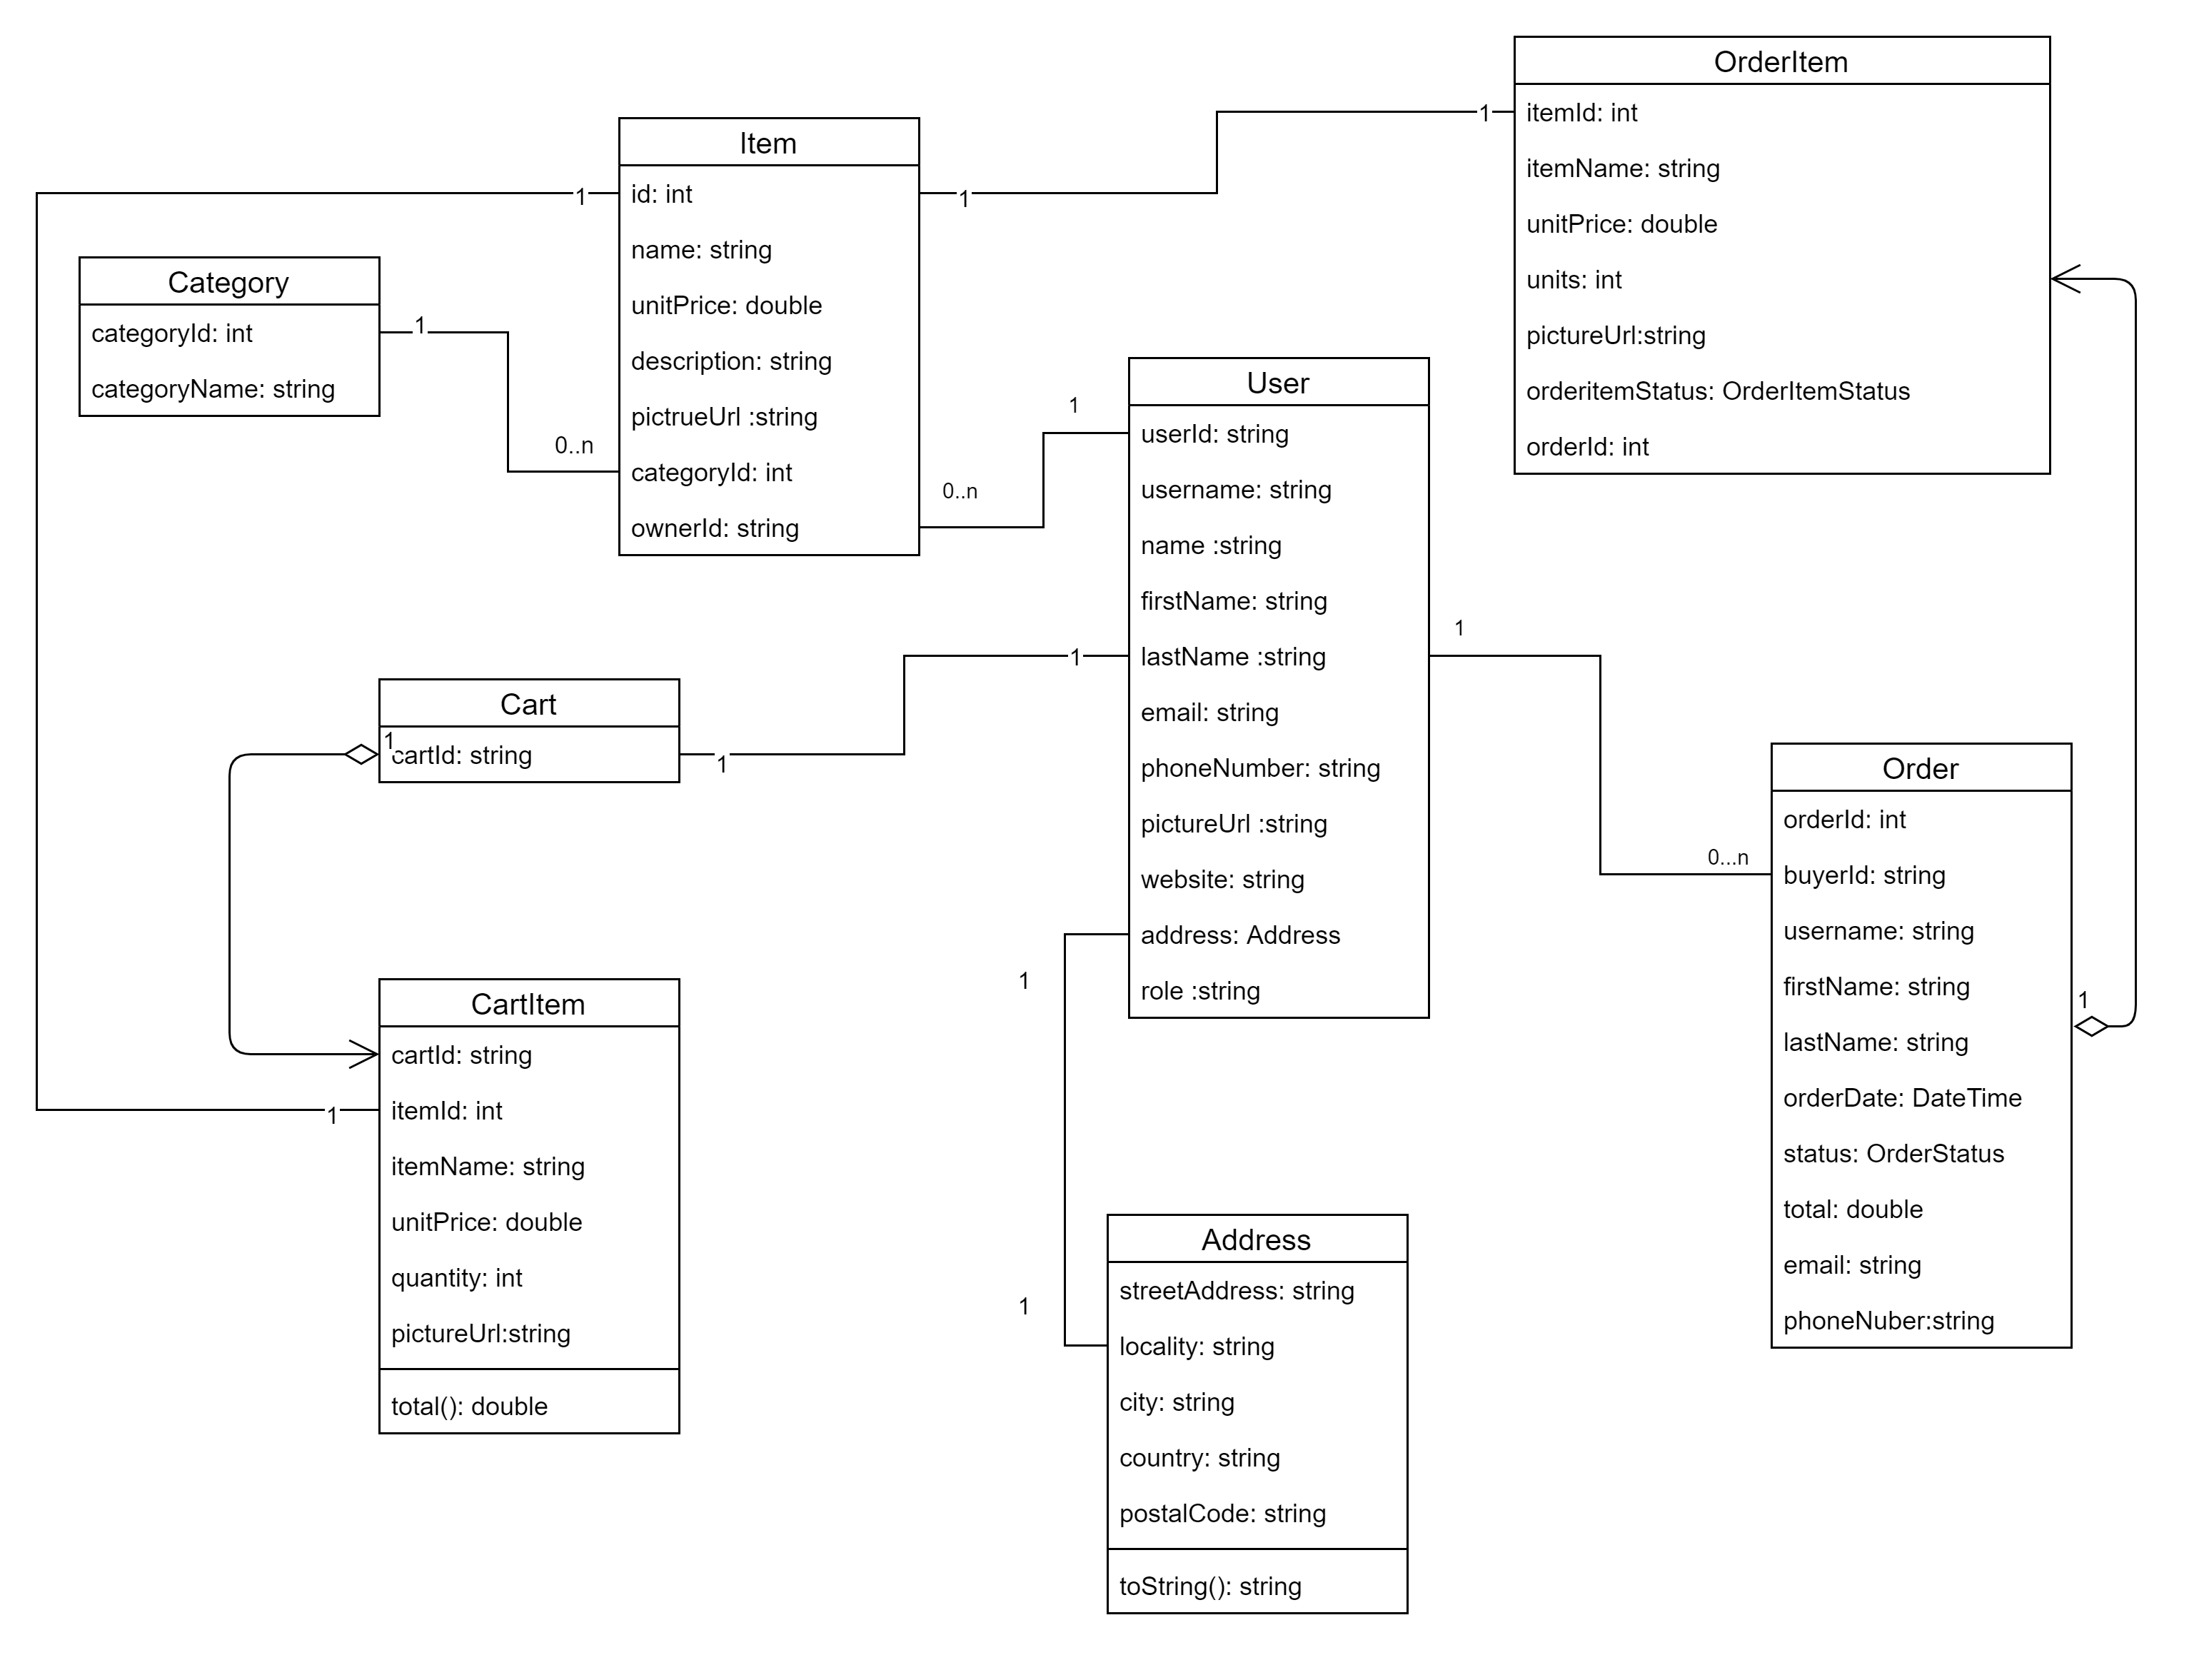 OrderItem
itemId: int
itemName: string
unitPrice: double
units: int
pictureUrl:string
orderitemStatus: OrderItemStatus
orderId: int
1
Item
id: int
name: string
unitPrice: double
description: string
pictrueUrl :string
categoryId: int
ownerId: string
1
1
Category
categoryId: int
categoryName: string
1
0..n
0..n
1
User
userId: string
username: string
name :string
firstName: string
lastName :string
email: string
phoneNumber: string
pictureUrl :string
website: string
address: Address
role :string
1
1
Cart
cartId: string
1
1
Order
orderId: int
buyerId: string
username: string
firstName: string
lastName: string
orderDate: DateTime
status: OrderStatus
total: double
email: string
phoneNuber:string
0...n
1
CartItem
cartId: string
itemId: int
itemName: string
unitPrice: double
quantity: int
pictureUrl:string
total(): double
1
1
1
Address
streetAddress: string
locality: string
city: string
country: string
postalCode: string
toString(): string